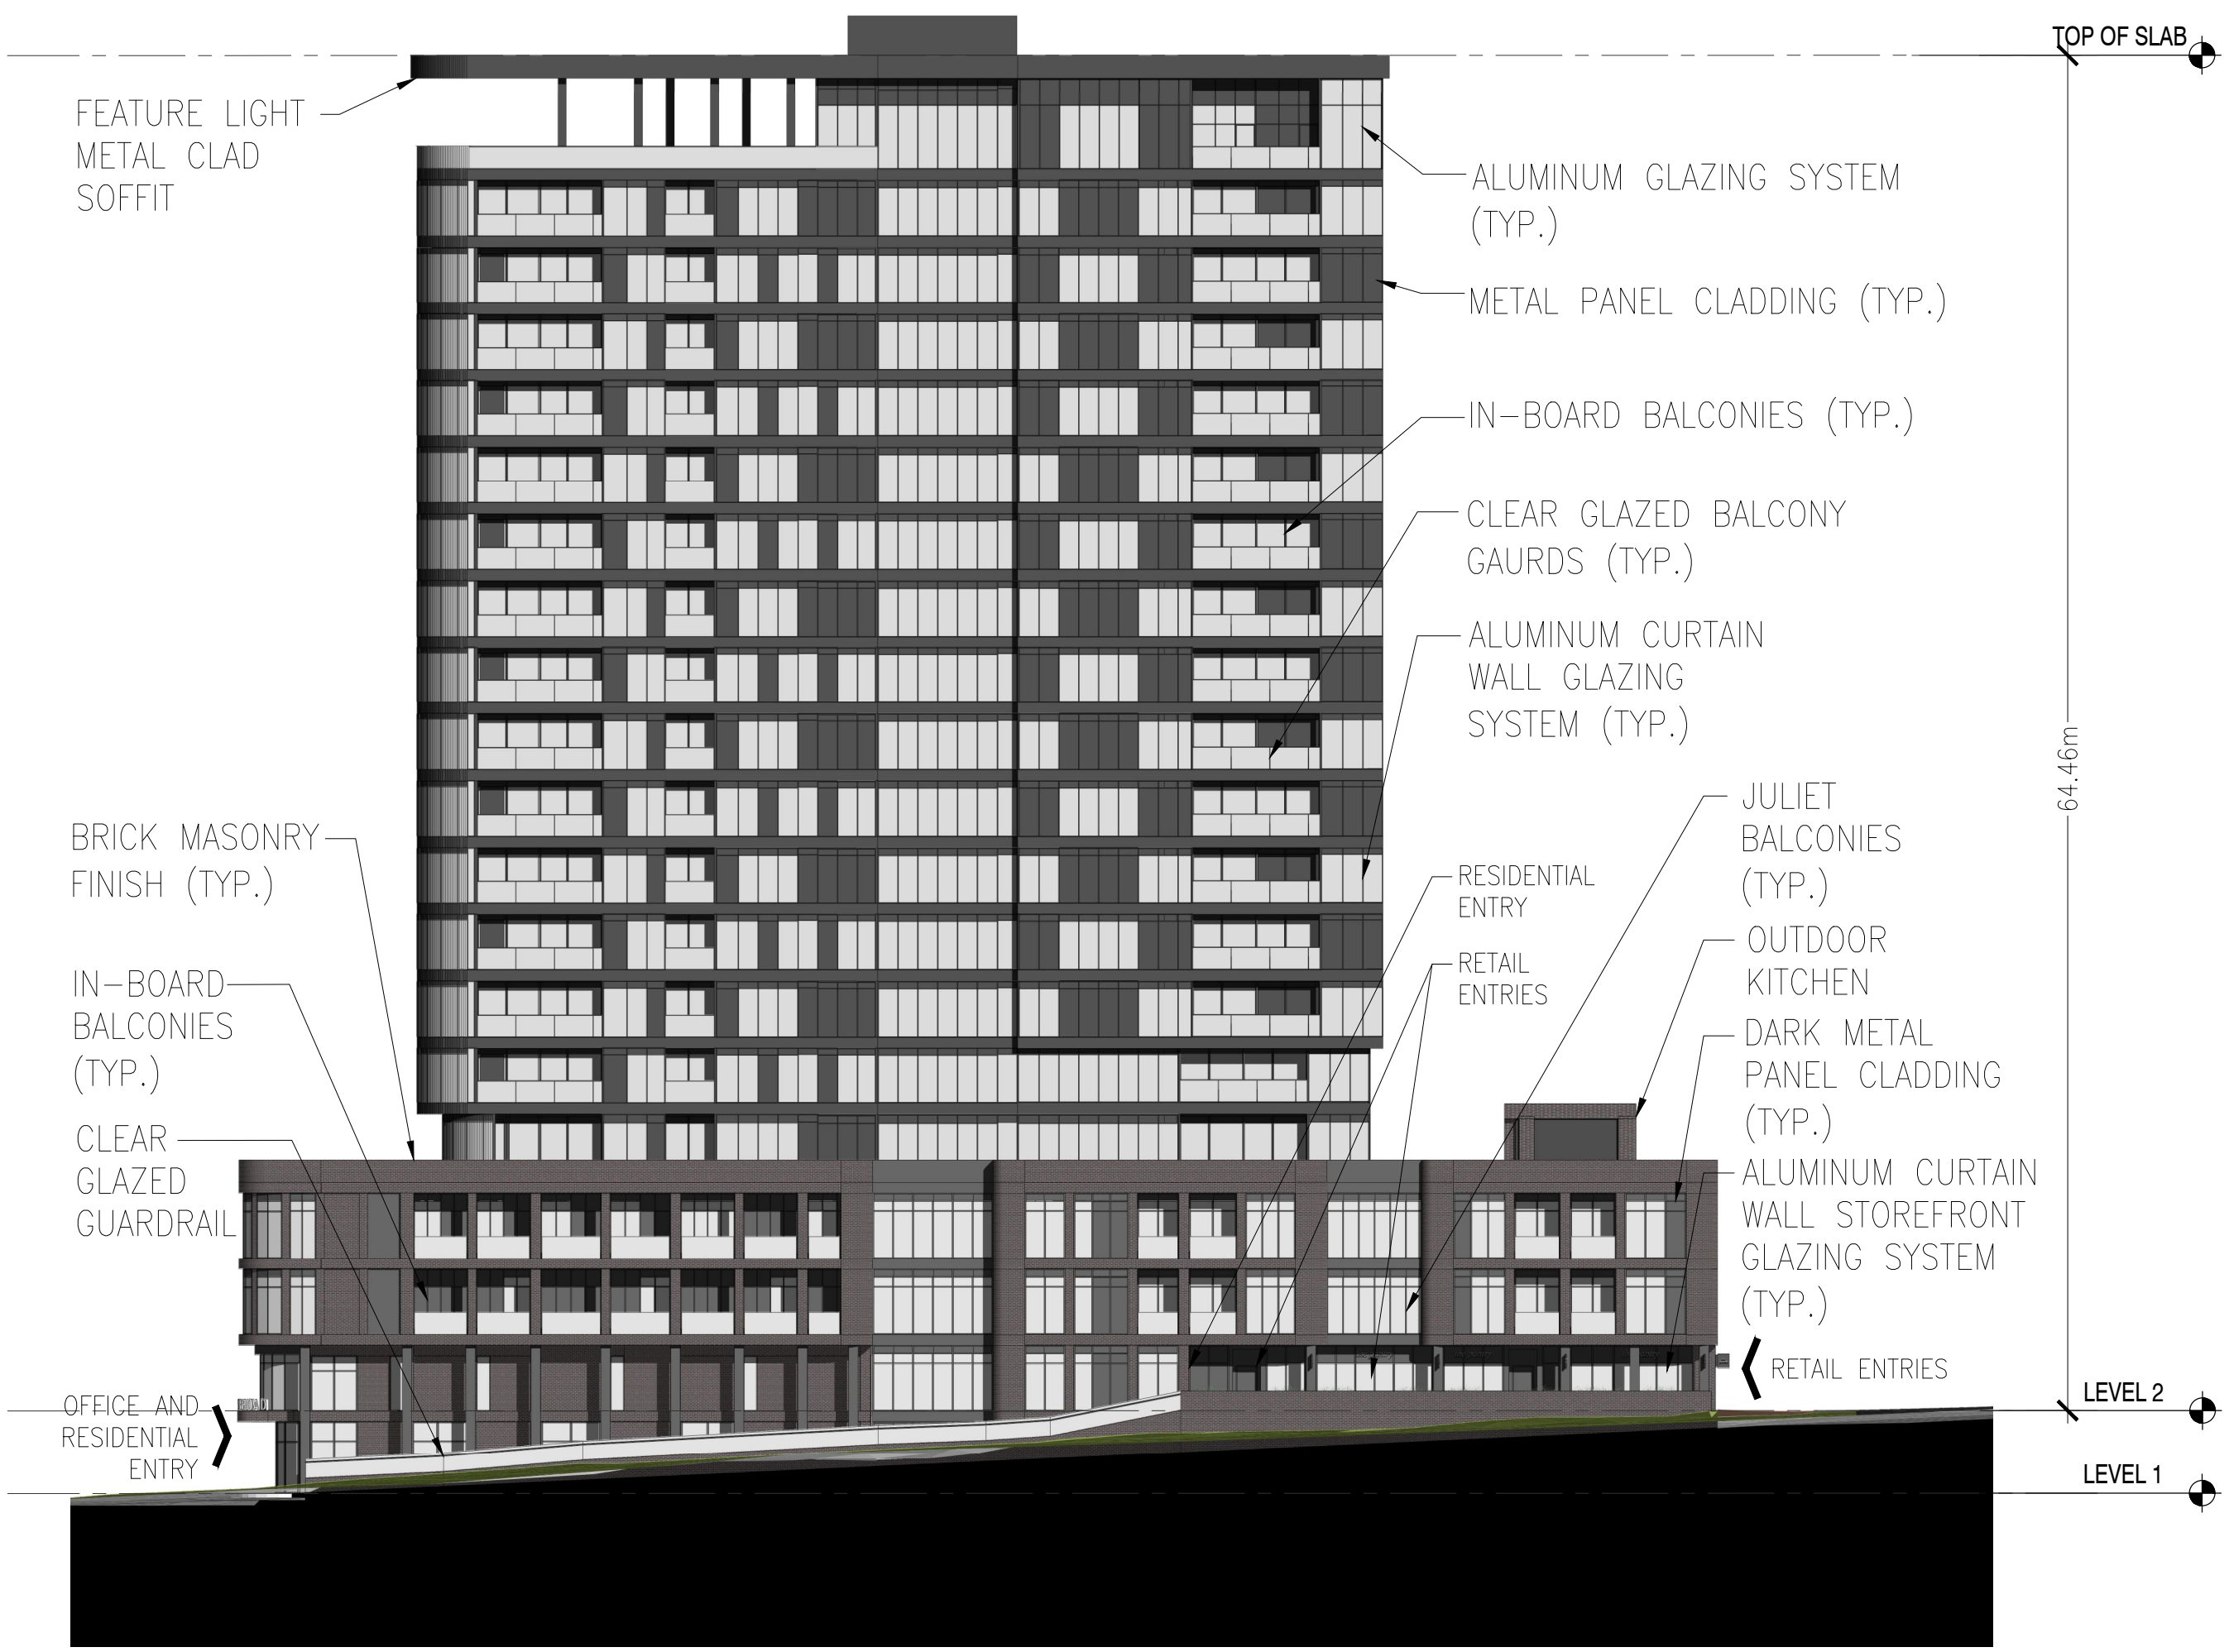 TOP OF SLAB
FEATURE LIGHT
METAL CLAD
SOFFIT
ALUMINUM GLAZING SYSTEM
(TYP.)
METAL PANEL CLADDING (TYP.)
IN-BOARD BALCONIES (TYP.)
CLEAR GLAZED BALCONY
GAURDS (TYP.)
ALUMINUM CURTAIN
WALL GLAZING
SYSTEM (TYP.)
64.46m
JULIET
BALCONIES
(TYP.)
BRICK MASONRY
FINISH (TYP.)
RESIDENTIAL
ENTRY
OUTDOOR
KITCHEN
RETAIL
ENTRIES
IN-BOARD
BALCONIES
(TYP.)
DARK METAL
PANEL CLADDING
(TYP.)
CLEAR
GLAZED
GUARDRAIL
ALUMINUM CURTAIN
WALL STOREFRONT
GLAZING SYSTEM
(TYP.)
RETAIL ENTRIES
OFFICE AND
RESIDENTIAL
ENTRY
LEVEL 2
LEVEL 1